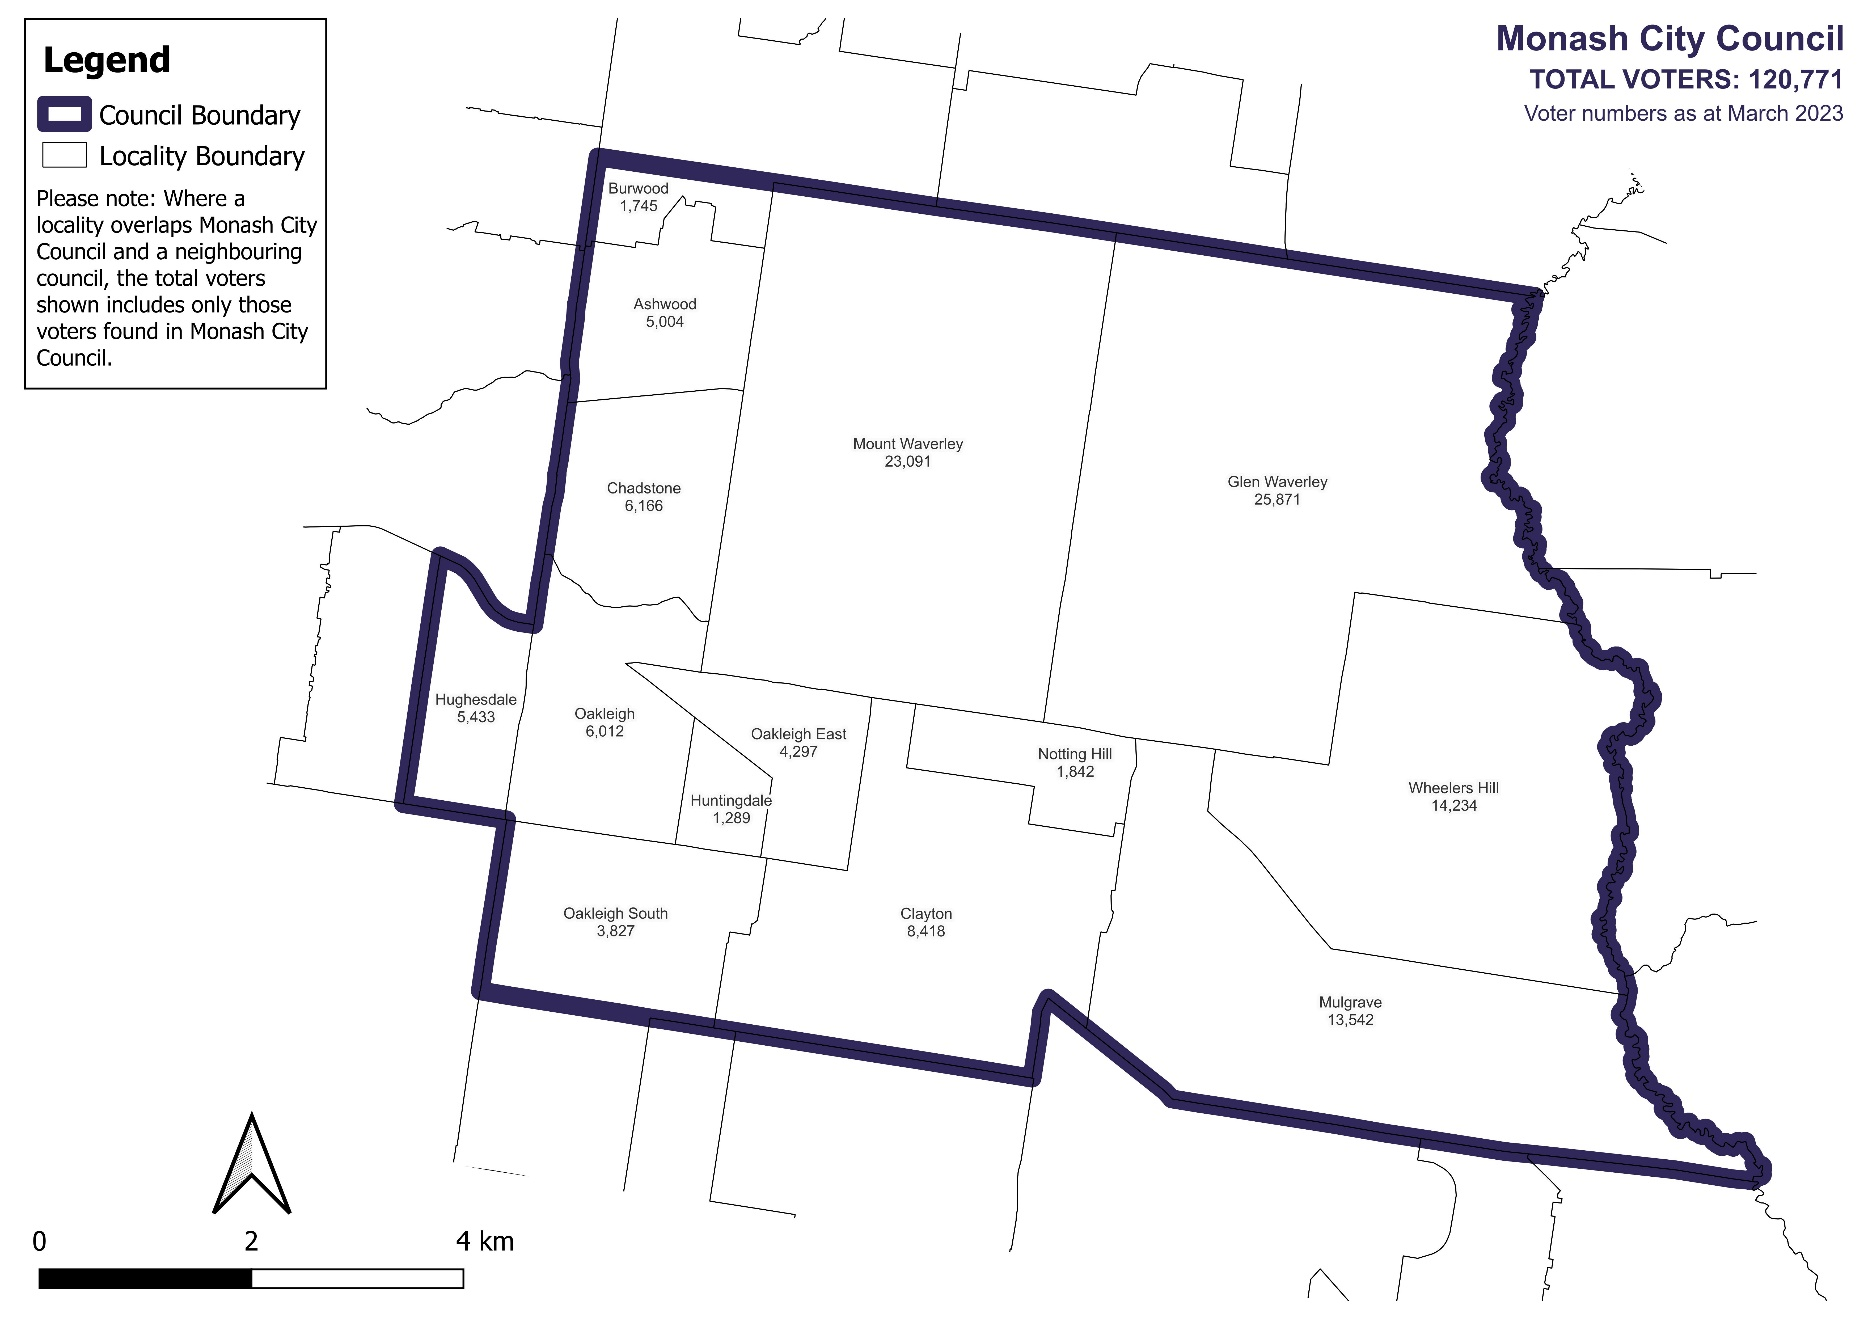 Legend
Council Boundary
Locality Boundary
Please note: Where a
locality overlaps Monash City
Council and a neighbouring
council, the total voters
shown includes only those
voters found in Monash City
Council.
Monash City Council
TOTAL VOTERS: 120,771
Voter numbers as at March 2023
Burwood
1,745
Ashwood
5,004
Mount Waverley
23,091
Glen Waverley
25,871
Chadstone
6,166
Hughesdale
5,433
Oakleigh
6,012
Oakleigh East
4,297
Notting Hill
1,842
Huntingdale
1,289
Wheelers Hill
14,234
Oakleigh South
3,827
Clayton
8,418
Mulgrave
13,542
0 2 4 km